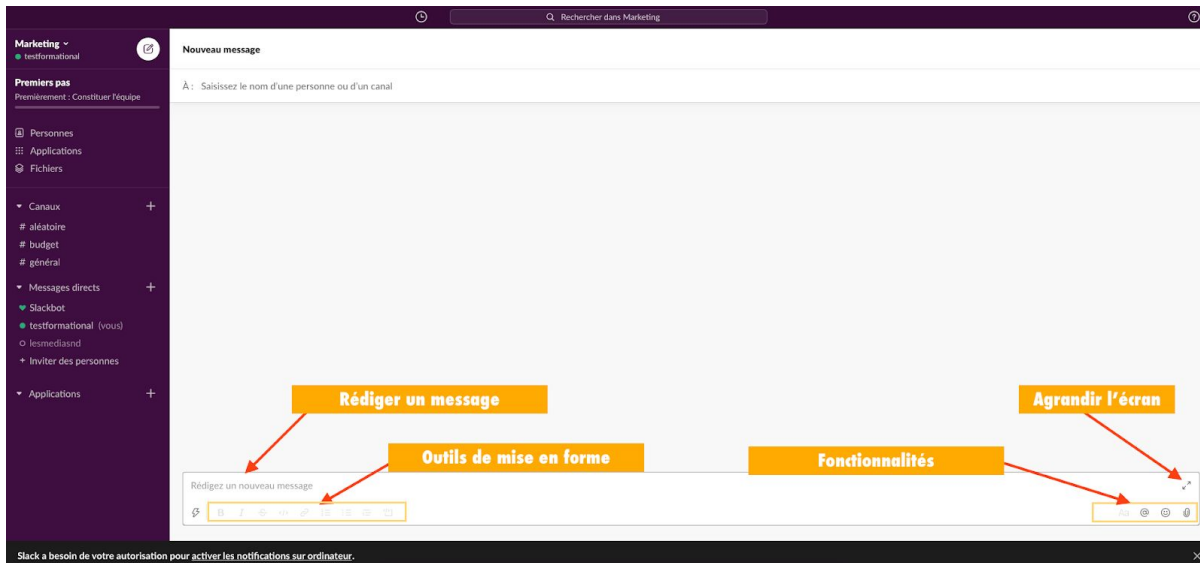 Rechercher dans Marketing
Marketing
testformational
Nouveau message
Premiers pas
Premièrement : Constituer l'équipe
À : Saisissez le nom d'une personne ou d'un canal
Personnes
Applications
Fichiers
Canaux
# aléatoire
# budget
# général
Messages directs
Slackbot
testformational (vous)
lesmediasnd
+ Inviter des personnes
Applications
Rédiger un message
Agrandir l'écran
Outils de mise en forme
Fonctionnalités
Rédigez un nouveau message
B I S </>
Aa @
Slack a besoin de votre autorisation pour activer les notifications sur ordinateur.